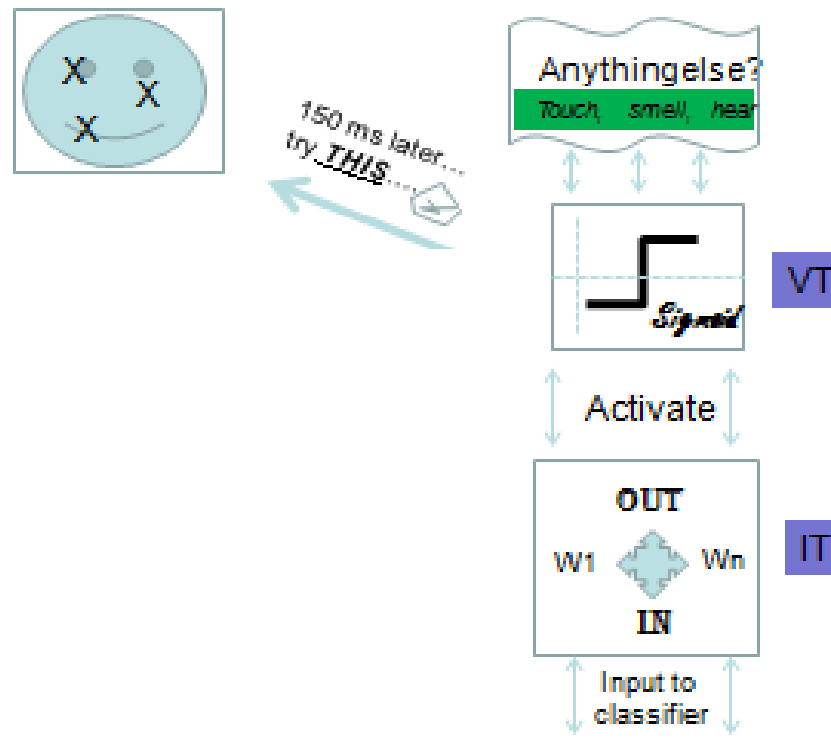 X
X
X
150 ms later...
try THIS....
Anythingelse?
Touch, smell, hear
Sigmoid
VT
Activate
OUT
W1 Wn
IN
IT
Input to
classifier